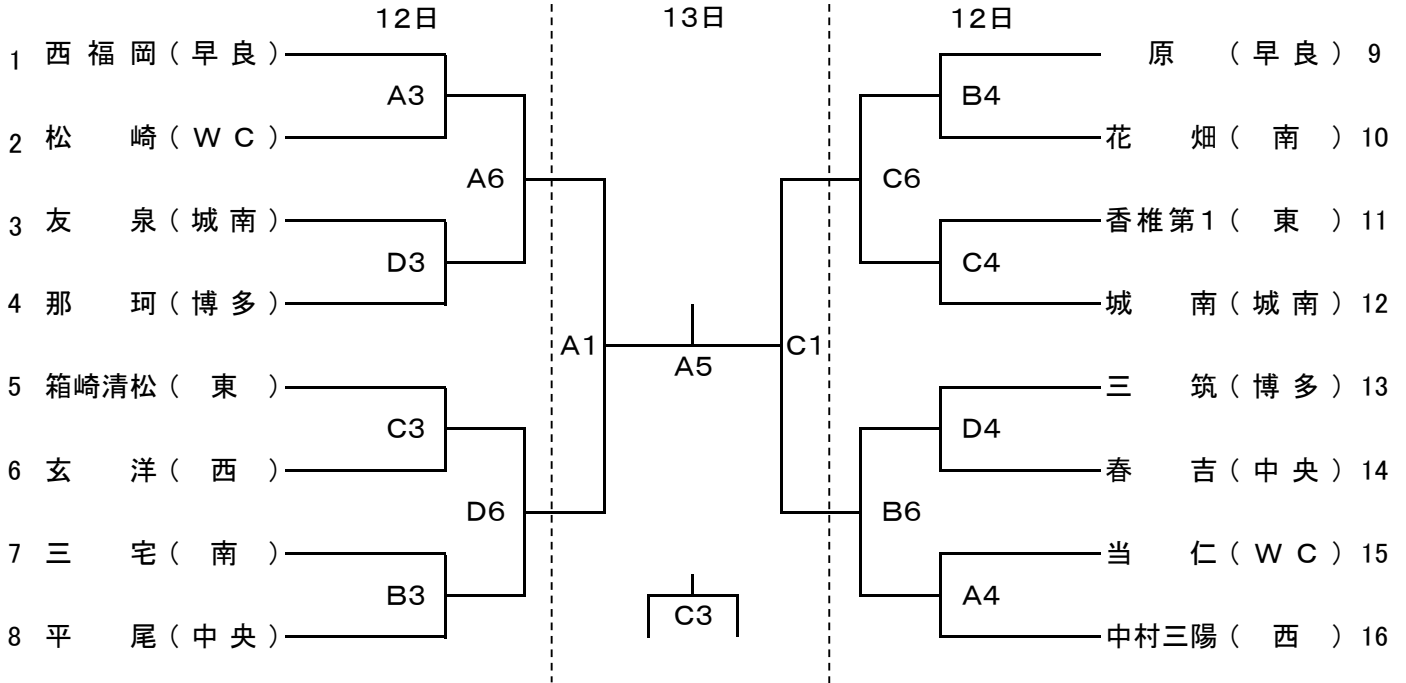 12日 13日 12日
1 西福岡(早良) 原 (早良) 9
A3 B4
2 松 崎(WC) 花 畑( 南 ) 10
A6 C6
3 友 泉(城南) 香椎第1( 東 ) 11
D3 C4
4 那 珂(博多) 城 南(城南) 12
A1 A5 C1
5 箱崎清松( 東 ) 三 筑(博多) 13
C3 D4
6 玄 洋( 西 ) 春 吉(中央) 14
D6 B6
7 三 宅( 南 ) 当 仁(WC) 15
B3 C3 A4
8 平 尾(中央) 中村三陽( 西 ) 16